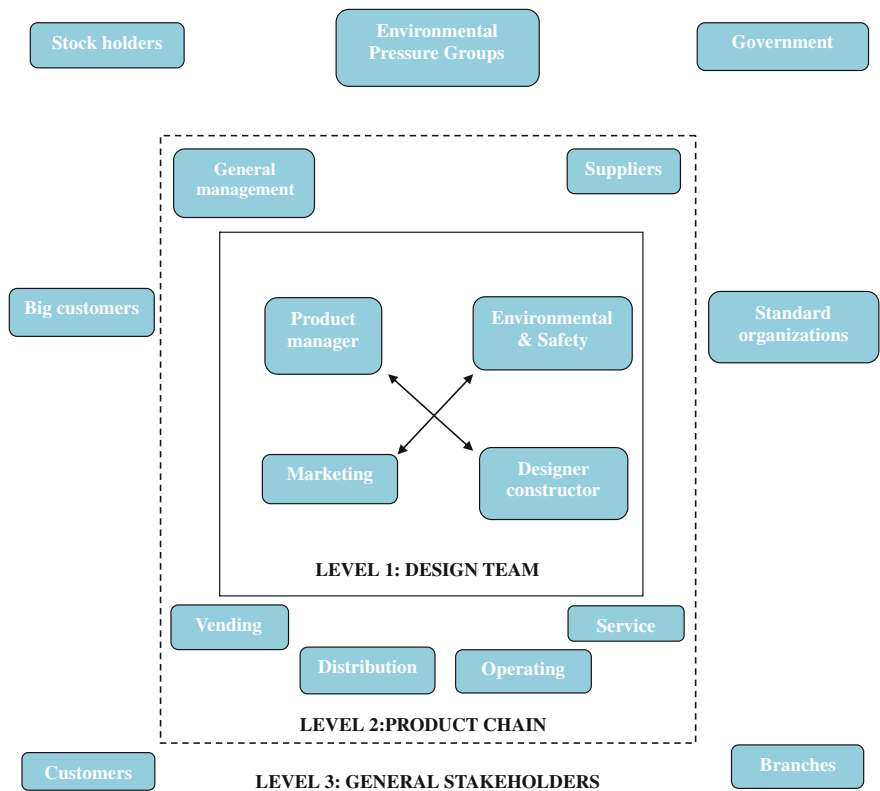 Stock holders
Environmental
Pressure Groups
Government
General
management
Suppliers
Big customers
Product
manager
Environmental
& Safety
Standard
organizations
Marketing
Designer
constructor
LEVEL 1: DESIGN TEAM
Vending
Service
Distribution
Operating
LEVEL 2:PRODUCT CHAIN
Customers
Branches
LEVEL 3: GENERAL STAKEHOLDERS